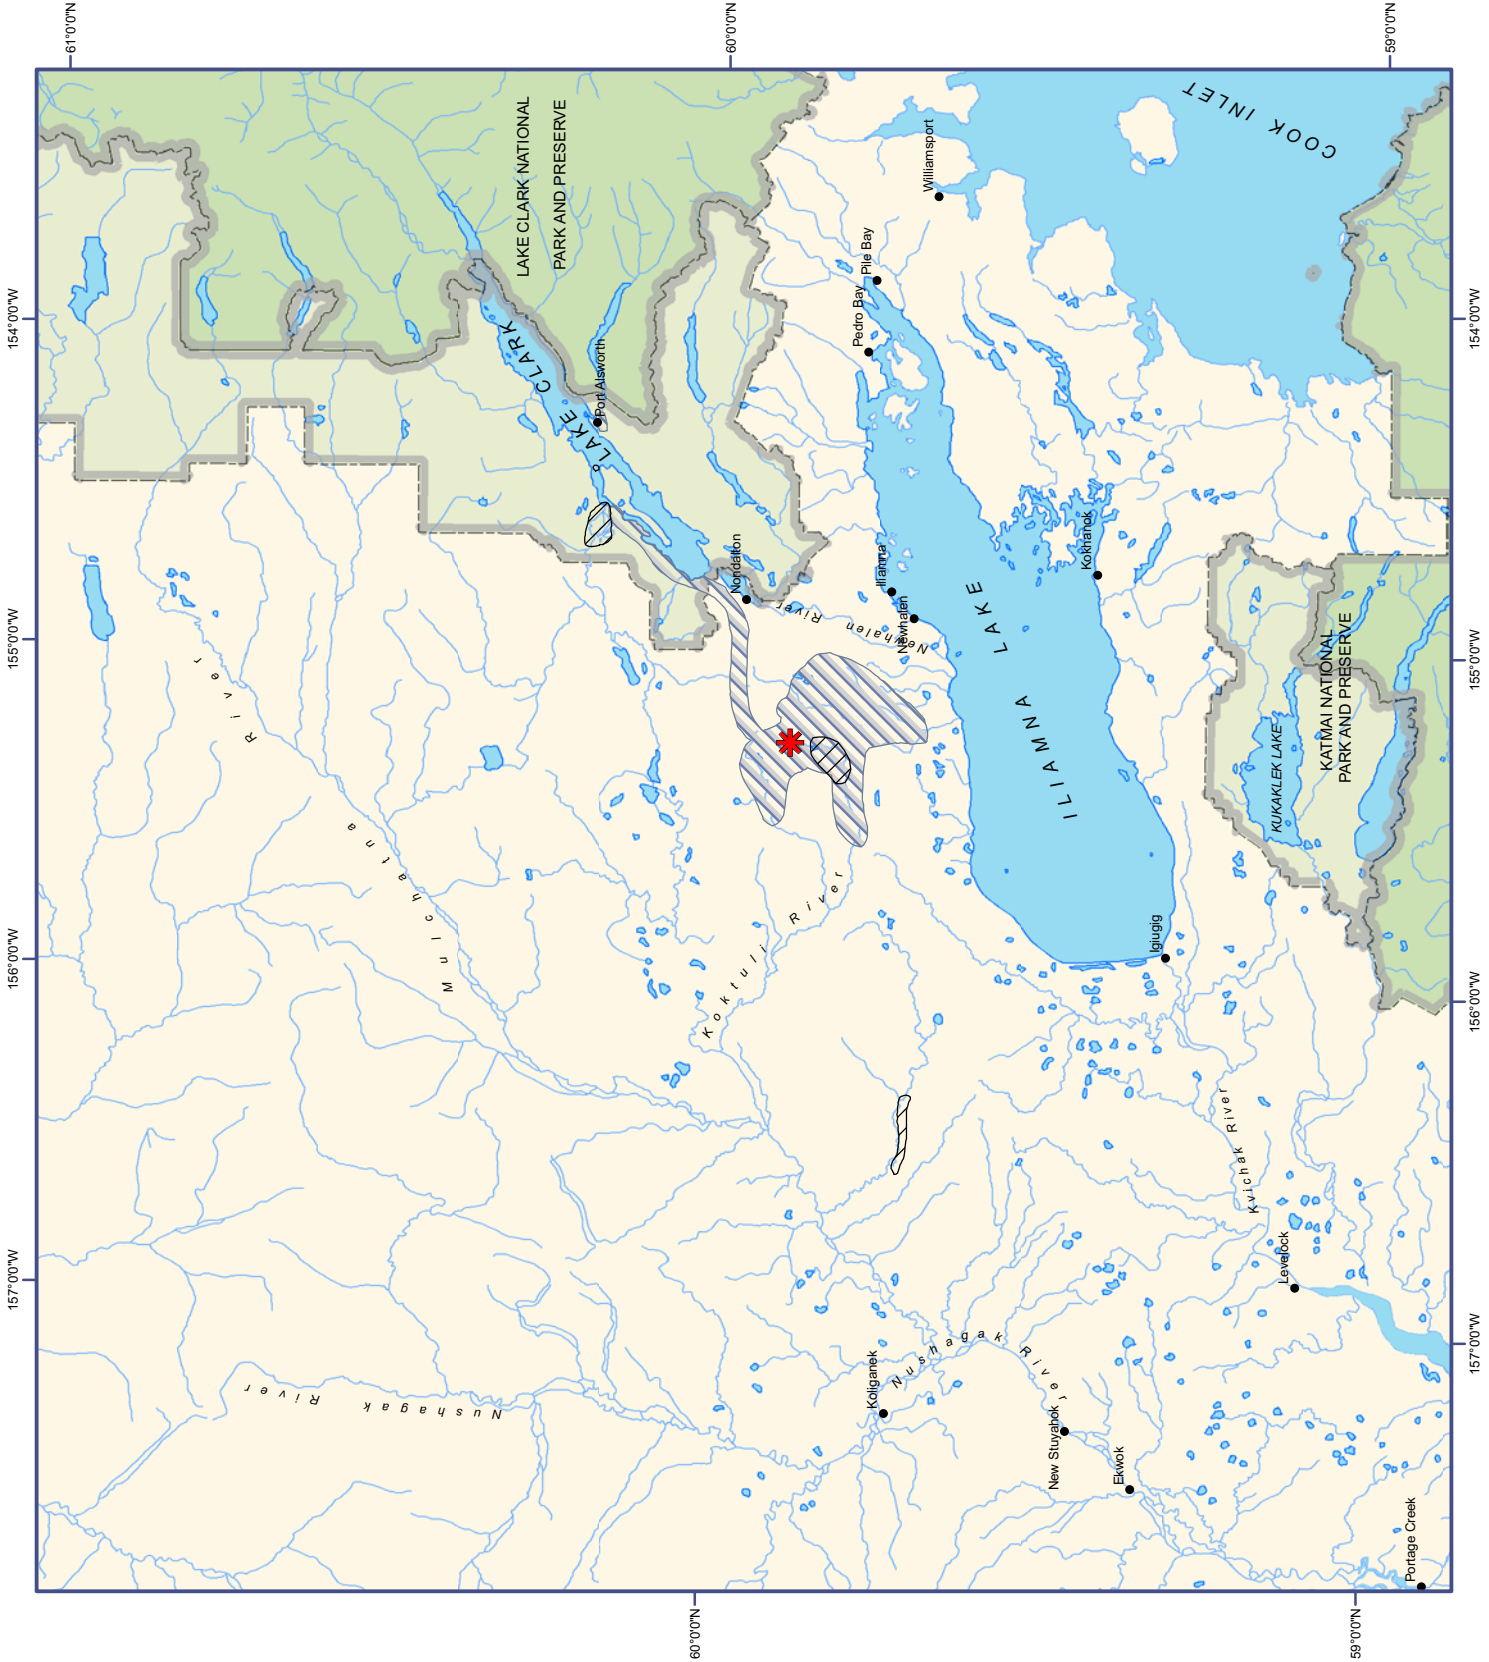 61°0'0"N
60°0'0"N
59°0'0"N
154°0'0"W
155°0'0"W
156°0'0"W
157°0'0"W
154°0'0"W
155°0'0"W
156°0'0"W
157°0'0"W
60°0'0"N
59°0'0"N
LAKE CLARK NATIONAL
PARK AND PRESERVE
COOK INLET
Williamsport
Pile Bay
Pedro Bay
LAKE CLARK
Port Alsworth
Nondalton
Iliamna
Newhalen
Newhalen River
Kokhanok
ILIAMNA LAKE
KATMAI NATIONAL
PARK AND PRESERVE
KUKAKLEK LAKE
Igiugig
Mulchatna River
Koktuli River
Kvichak River
Levelock
Nushagak River
Koliganek
Nushagak River
New Stuyahok
Ekwok
Portage Creek